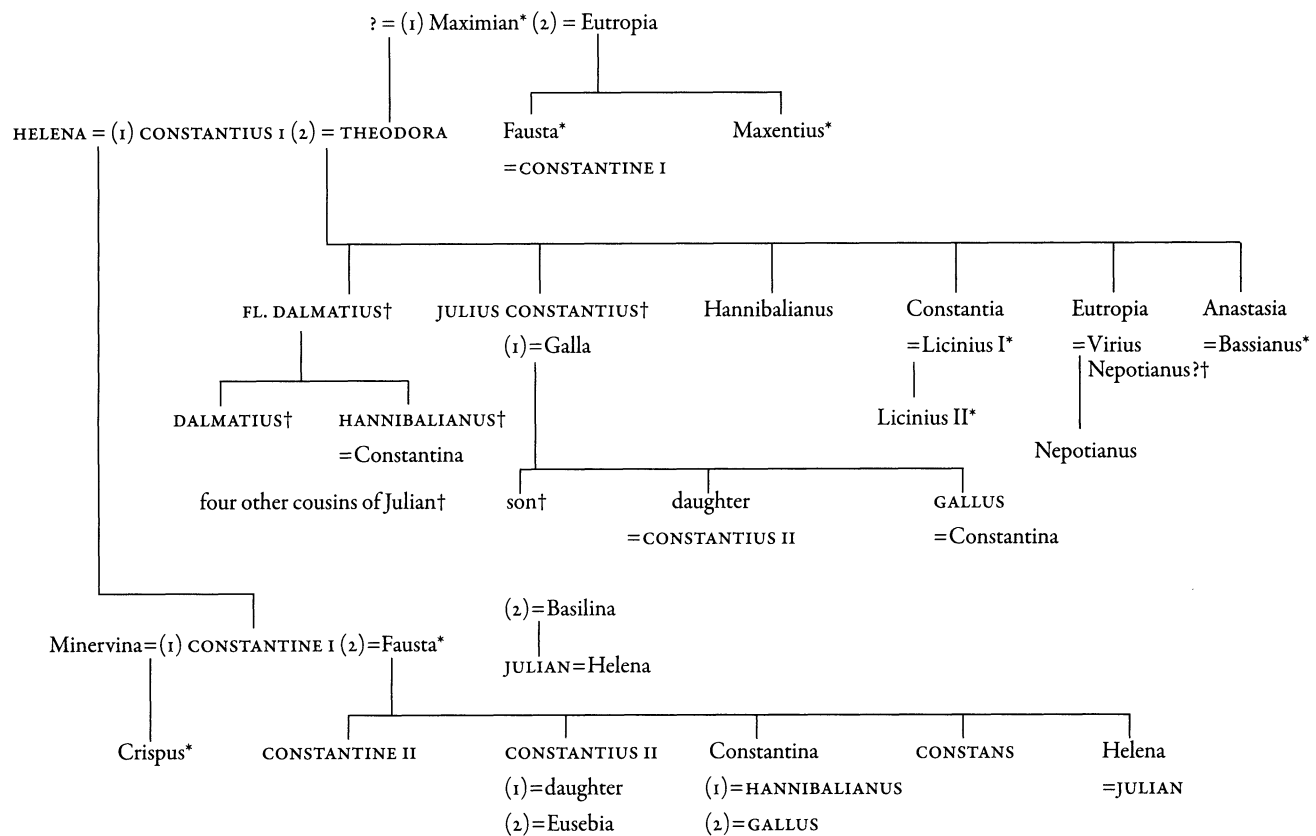 ? = (1) Maximian* (2) = Eutropia
HELENA = (1) CONSTANTIUS I (2) = THEODORA
Fausta*
Maxentius*
=CONSTANTINE I
FL. DALMATIUS†
JULIUS CONSTANTIUS†
Hannibalianus
Constantia
Eutropia
Anastasia
(1)=Galla
=Licinius I*
=Virius
=Bassianus*
Nepotianus?†
DALMATIUS†
HANNIBALIANUS†
Licinius II*
=Constantina
Nepotianus
four other cousins of Julian†
son†
daughter
GALLUS
=CONSTANTIUS II
=Constantina
(2)=Basilina
Minervina=(1) CONSTANTINE I (2)=Fausta*
JULIAN=Helena
Crispus*
CONSTANTINE II
CONSTANTIUS II
Constantina
CONSTANS
Helena
(1)=daughter
(1)=HANNIBALIANUS
=JULIAN
(2)=Eusebia
(2)=GALLUS